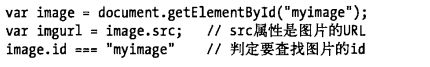 var image = document.getElementById("myimage");
var imgurl = image.src;   // src属性是图片的URL
image.id === "myimage"    // 判定要查找图片的id